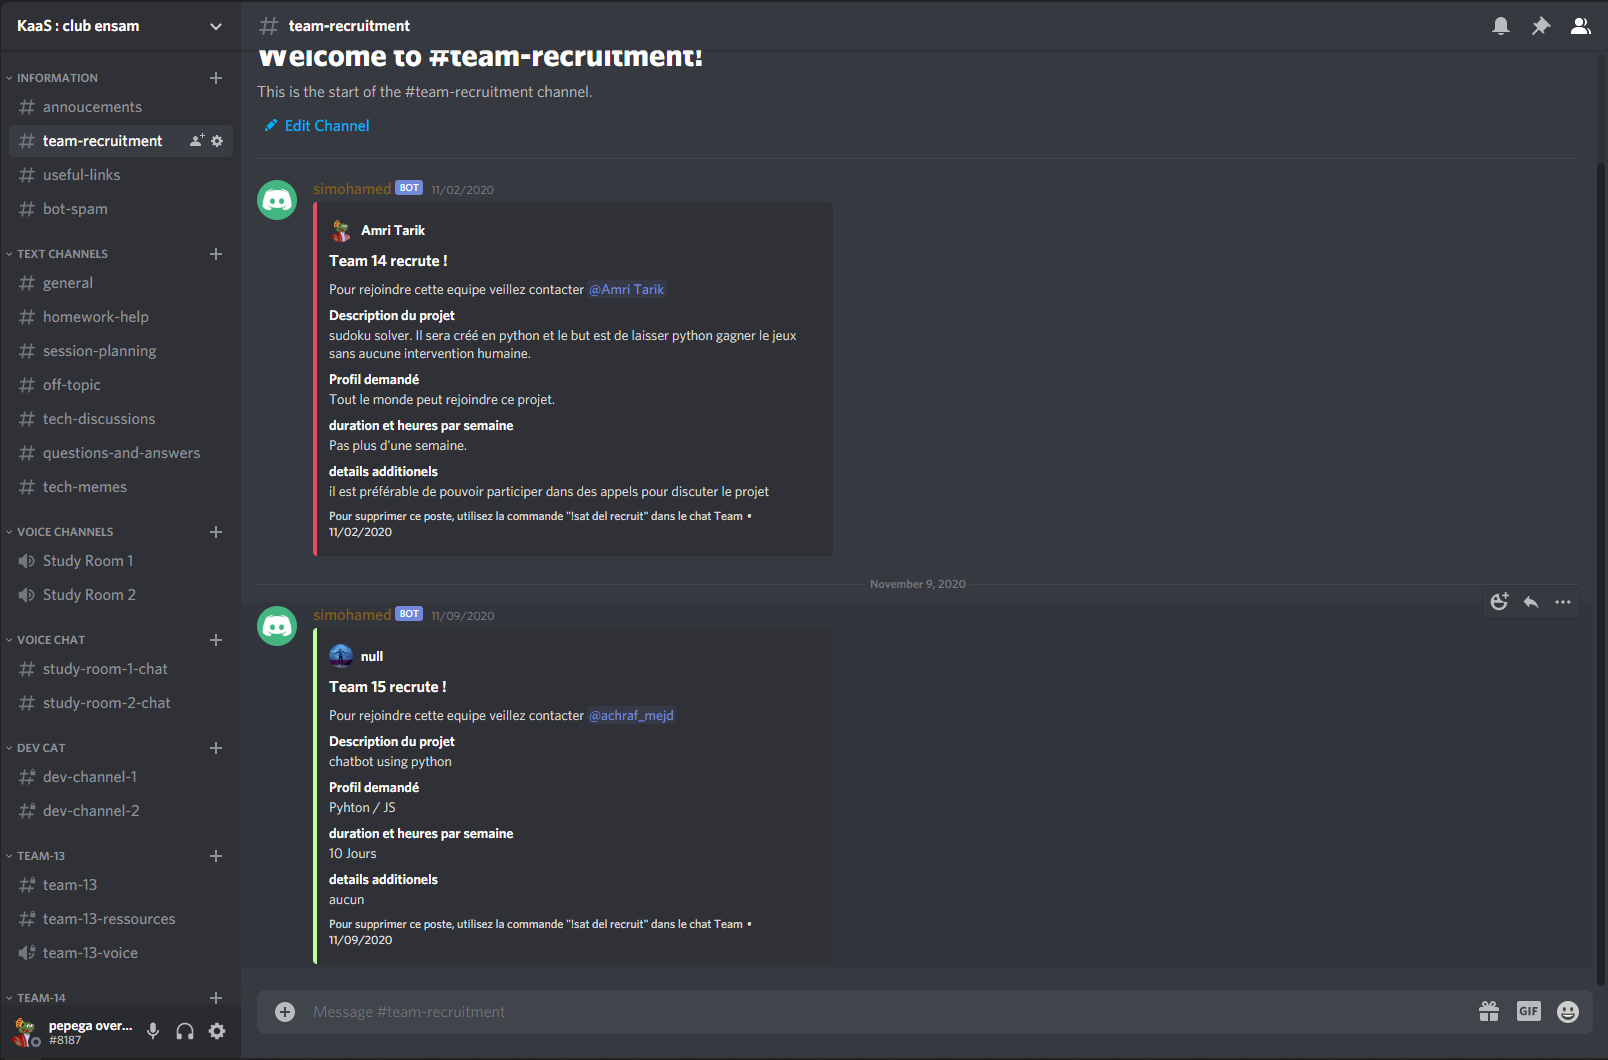 KaaS : club ensam
INFORMATION
annoucements
team-recruitment
useful-links
bot-spam
TEXT CHANNELS
general
homework-help
session-planning
off-topic
tech-discussions
questions-and-answers
tech-memes
VOICE CHANNELS
Study Room 1
Study Room 2
VOICE CHAT
study-room-1-chat
study-room-2-chat
DEV CAT
dev-channel-1
dev-channel-2
TEAM-13
team-13
team-13-ressources
team-13-voice
TEAM-14
pepega over...
#8187
team-recruitment
Welcome to #team-recruitment!
This is the start of the #team-recruitment channel.
Edit Channel
simohamed BOT 11/02/2020
Amri Tarik
Team 14 recrute !
Pour rejoindre cette equipe veillez contacter @Amri Tarik
Description du projet
sudoku solver. Il sera créé en python et le but est de laisser python gagner le jeux
sans aucune intervention humaine.
Profil demandé
Tout le monde peut rejoindre ce projet.
duration et heures par semaine
Pas plus d'une semaine.
details additionels
il est préférable de pouvoir participer dans des appels pour discuter le projet
Pour supprimer ce poste, utilisez la commande "!sat del recruit" dans le chat Team •
11/02/2020
November 9, 2020
simohamed BOT 11/09/2020
null
Team 15 recrute !
Pour rejoindre cette equipe veillez contacter @achraf_mejd
Description du projet
chatbot using python
Profil demandé
Pyhton / JS
duration et heures par semaine
10 Jours
details additionels
aucun
Pour supprimer ce poste, utilisez la commande "!sat del recruit" dans le chat Team •
11/09/2020
Message #team-recruitment
GIF